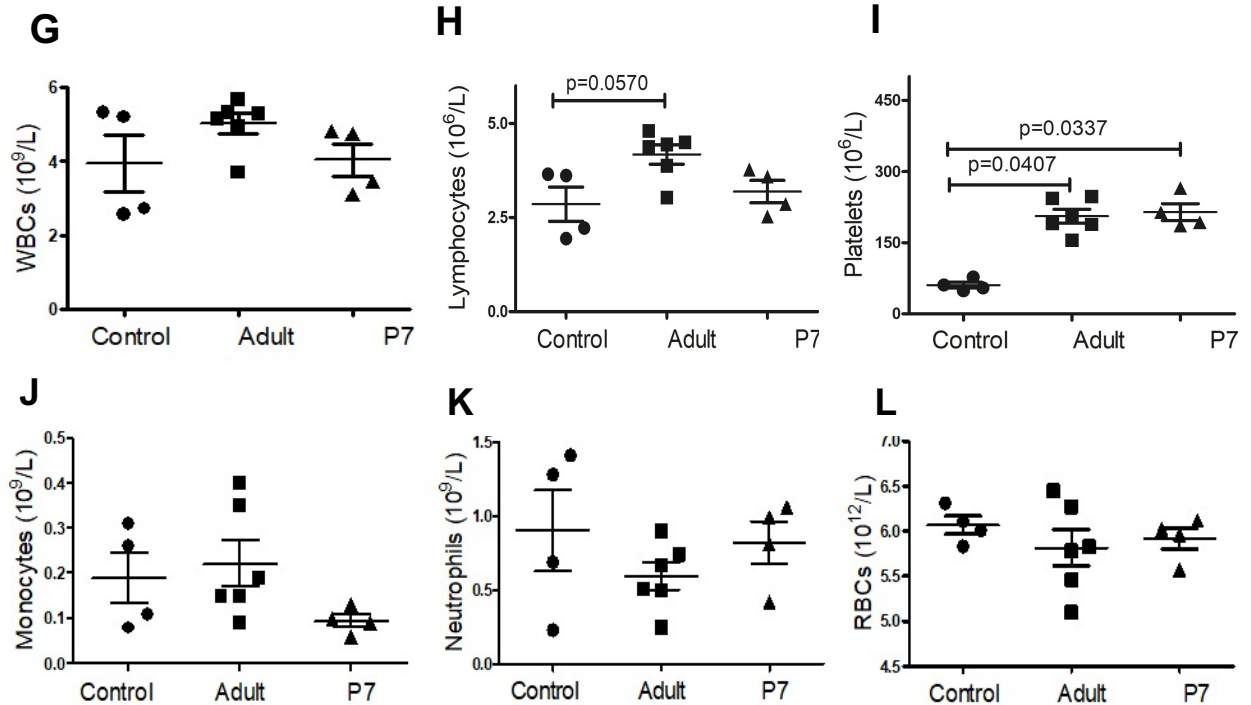 G
WBCs (10⁹/L)
6
4
2
0
Control Adult P7
H
Lymphocytes (10⁶/L)
p=0.0570
5.0
2.5
0.0
Control Adult P7
I
Platelets (10⁶/L)
p=0.0337
p=0.0407
450
300
150
0
Control Adult P7
J
Monocytes (10⁹/L)
0.5
0.4
0.3
0.2
0.1
0.0
Control Adult P7
K
Neutrophils (10⁹/L)
1.5
1.0
0.5
0.0
Control Adult P7
L
RBCs (10¹²/L)
7.0
6.5
6.0
5.5
5.0
4.5
Control Adult P7